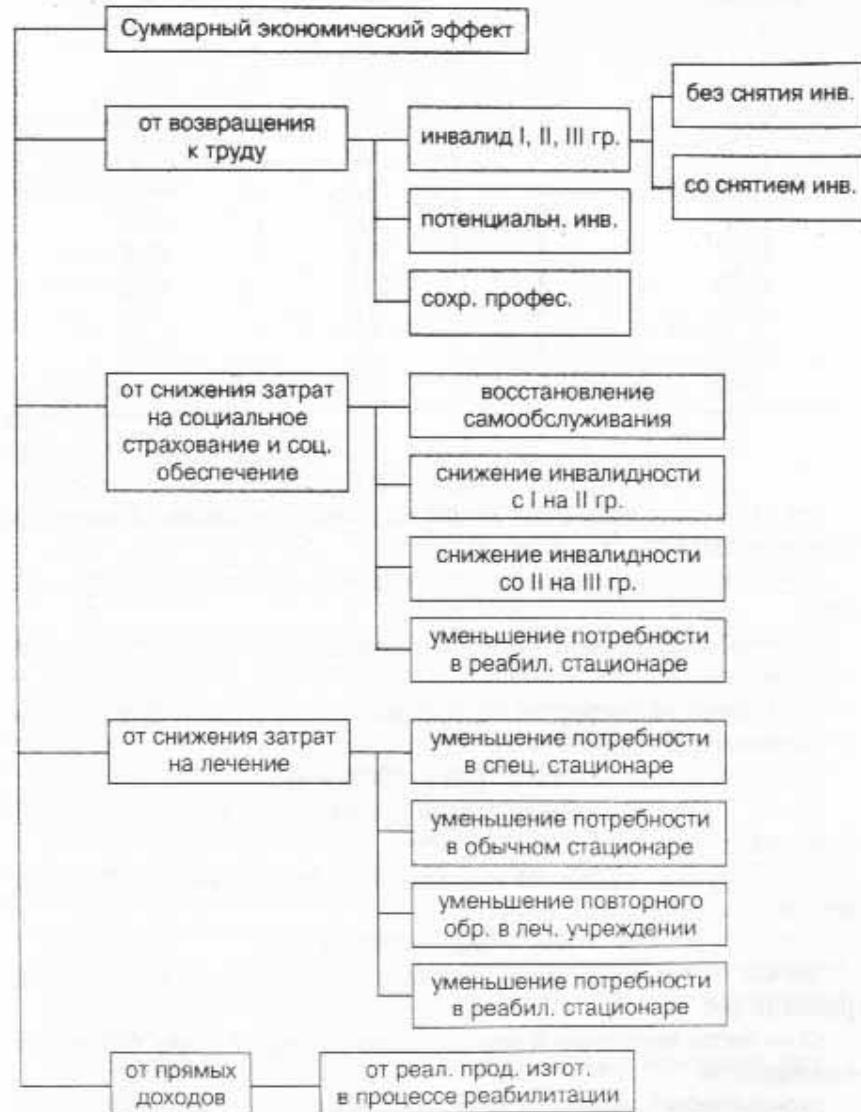 Суммарный экономический эффект
от возвращения
к труду
инвалид I, II, III гр.
без снятия инв.
со снятием инв.
потенциальн. инв.
сохр. профес.
от снижения затрат
на социальное
страхование и соц.
обеспечение
восстановление
самообслуживания
снижение инвалидности
с I на II гр.
снижение инвалидности
со II на III гр.
уменьшение потребности
в реабил. стационаре
от снижения затрат
на лечение
уменьшение потребности
в спец. стационаре
уменьшение потребности
в обычном стационаре
уменьшение повторного
обр. в леч. учреждении
уменьшение потребности
в реабил. стационаре
от прямых
доходов
от реал. прод. изгот.
в процессе реабилитации